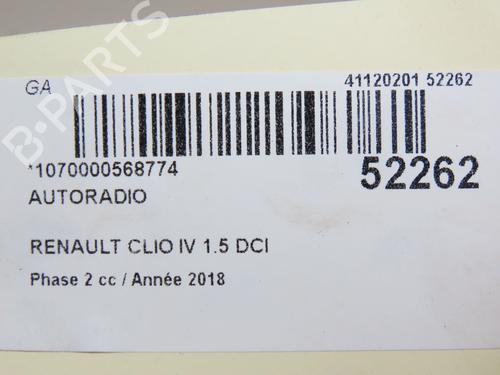 GA
41120201 52262
*1070000568774
52262
AUTORADIO
RENAULT CLIO IV 1.5 DCI
Phase 2 cc / Année 2018
B-PARTS